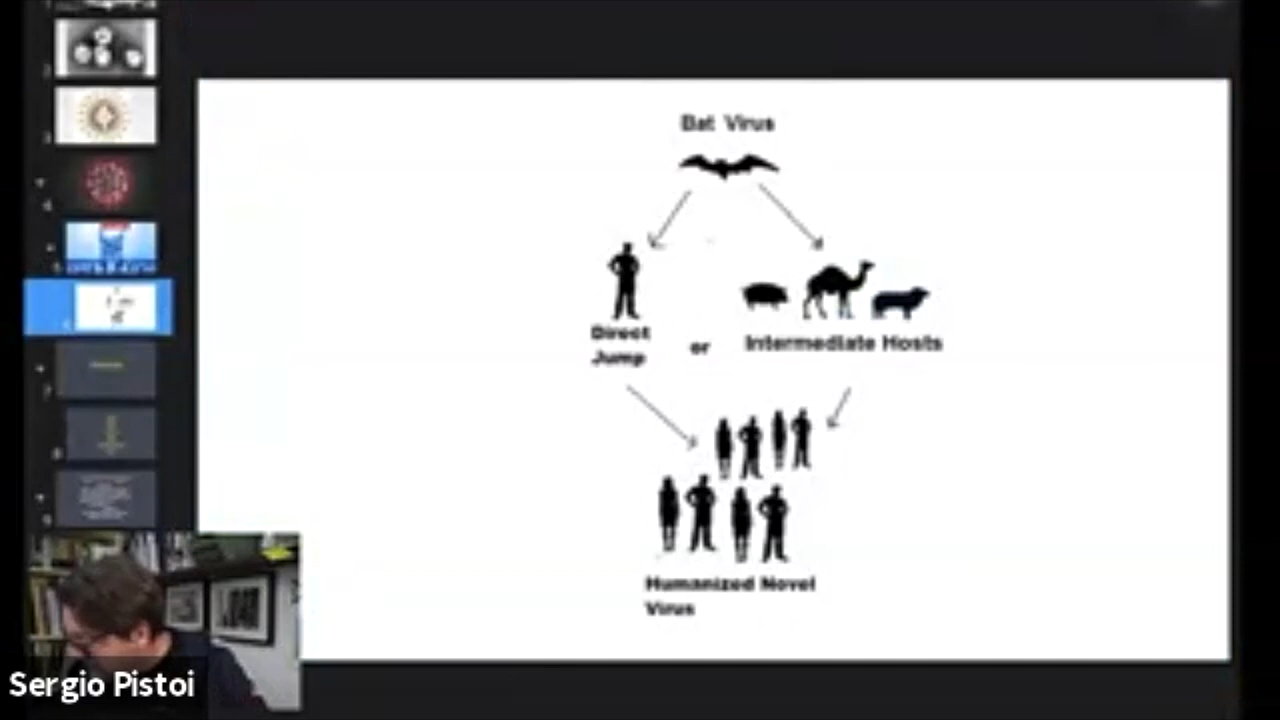 Bat Virus
Direct
Jump
or
Intermediate Hosts
Humanized Novel
Virus
Sergio Pistoi